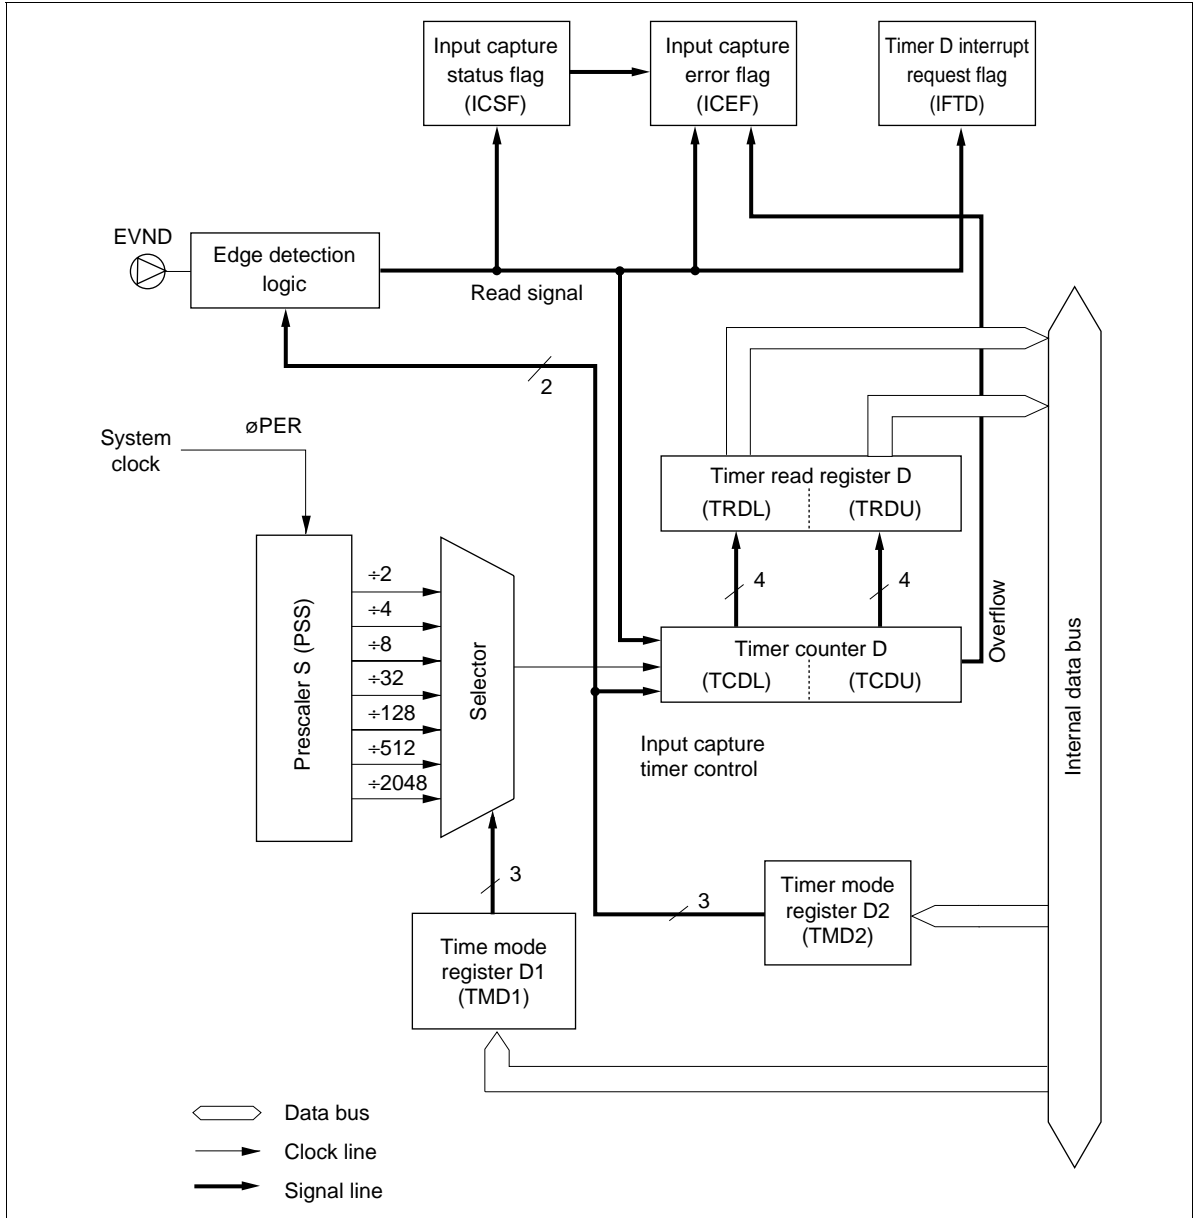 Input capture
status flag
(ICSF)
Input capture
error flag
(ICEF)
Timer D interrupt
request flag
(IFTD)
EVND
Edge detection
logic
Read signal
2
øPER
System
clock
Timer read register D
(TRDL)
(TRDU)
4
4
Prescaler S (PSS)
÷2
÷4
÷8
÷32
÷128
÷512
÷2048
Selector
Timer counter D
(TCDL)
(TCDU)
Overflow
Internal data bus
Input capture
timer control
3
3
Timer mode
register D2
(TMD2)
Time mode
register D1
(TMD1)
Data bus
Clock line
Signal line